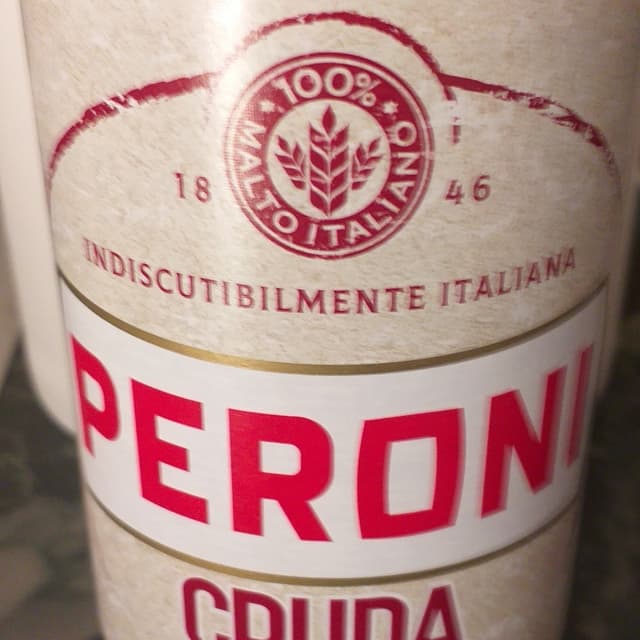 100%
MALTO ITALIANO
18 46
INDISCUTIBILMENTE ITALIANA
PERONI
CRUDA